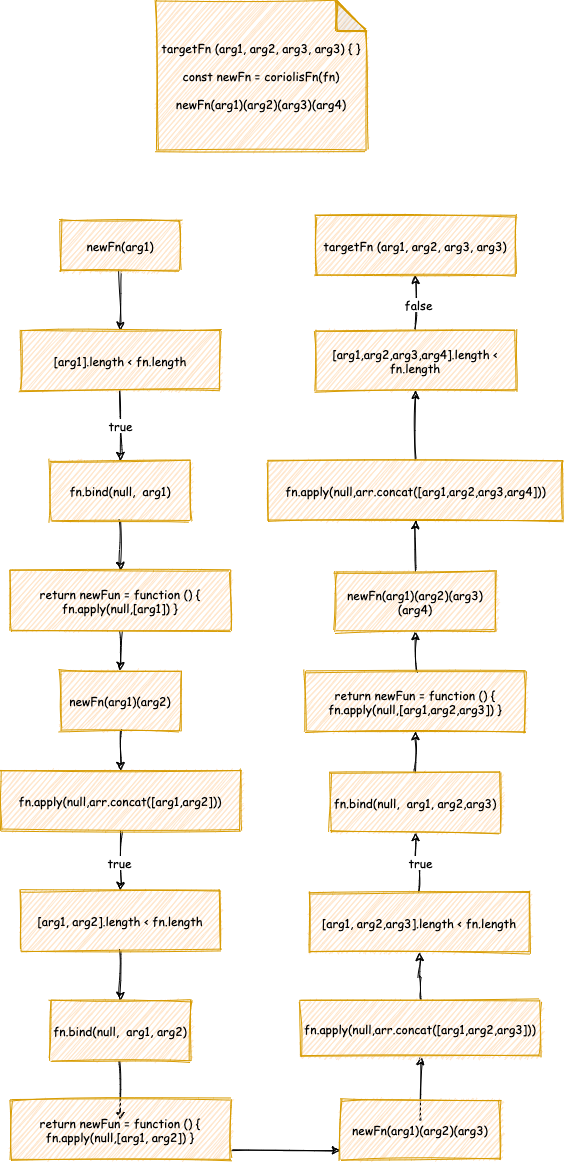 targetFn (arg1, arg2, arg3, arg3) { }
const newFn = coriolisFn(fn)
newFn(arg1)(arg2)(arg3)(arg4)
newFn(arg1)
[arg1].length < fn.length
true
fn.bind(null, arg1)
return newFun = function () {
fn.apply(null,[arg1]) }
newFn(arg1)(arg2)
fn.apply(null,arr.concat([arg1,arg2]))
true
[arg1, arg2].length < fn.length
fn.bind(null, arg1, arg2)
return newFun = function () {
fn.apply(null,[arg1, arg2]) }
newFn(arg1)(arg2)(arg3)
fn.apply(null,arr.concat([arg1,arg2,arg3]))
[arg1, arg2,arg3].length < fn.length
true
fn.bind(null, arg1, arg2,arg3)
return newFun = function () {
fn.apply(null,[arg1,arg2,arg3]) }
newFn(arg1)(arg2)(arg3)
(arg4)
fn.apply(null,arr.concat([arg1,arg2,arg3,arg4]))
[arg1,arg2,arg3,arg4].length <
fn.length
false
targetFn (arg1, arg2, arg3, arg3)